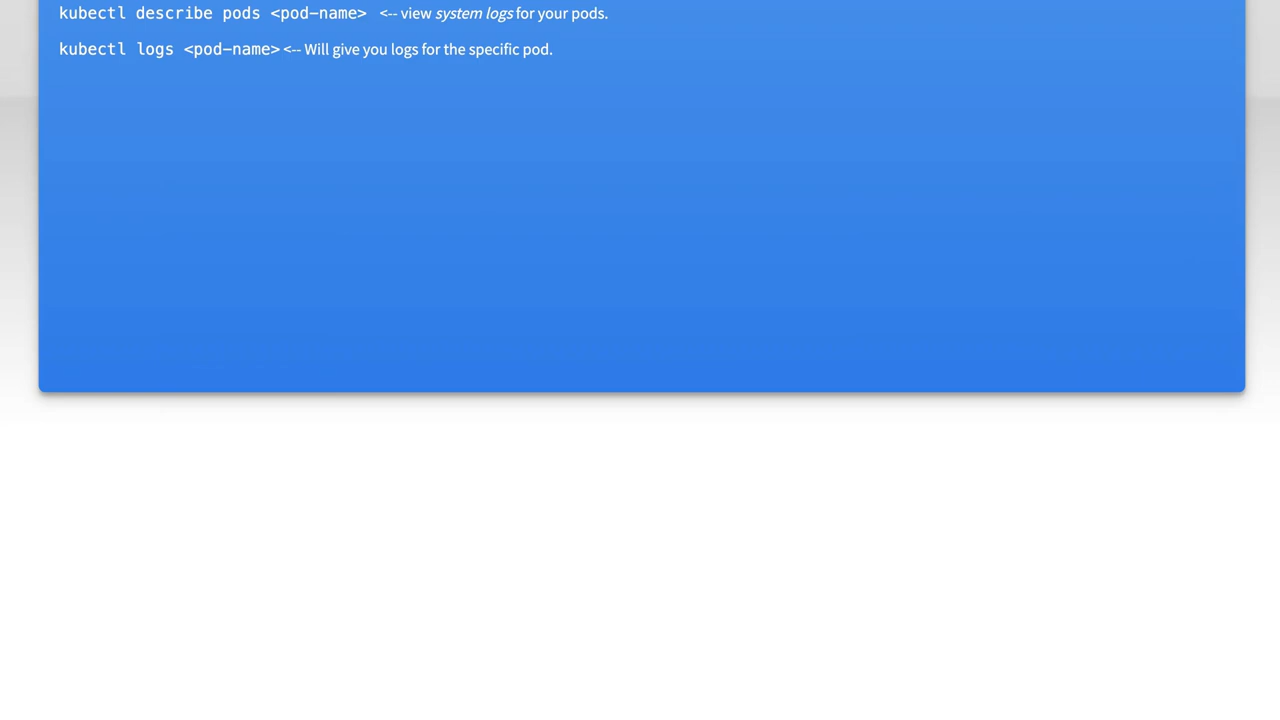 kubectl describe pods <pod-name> <-- view system logs for your pods.
kubectl logs <pod-name> <-- Will give you logs for the specific pod.